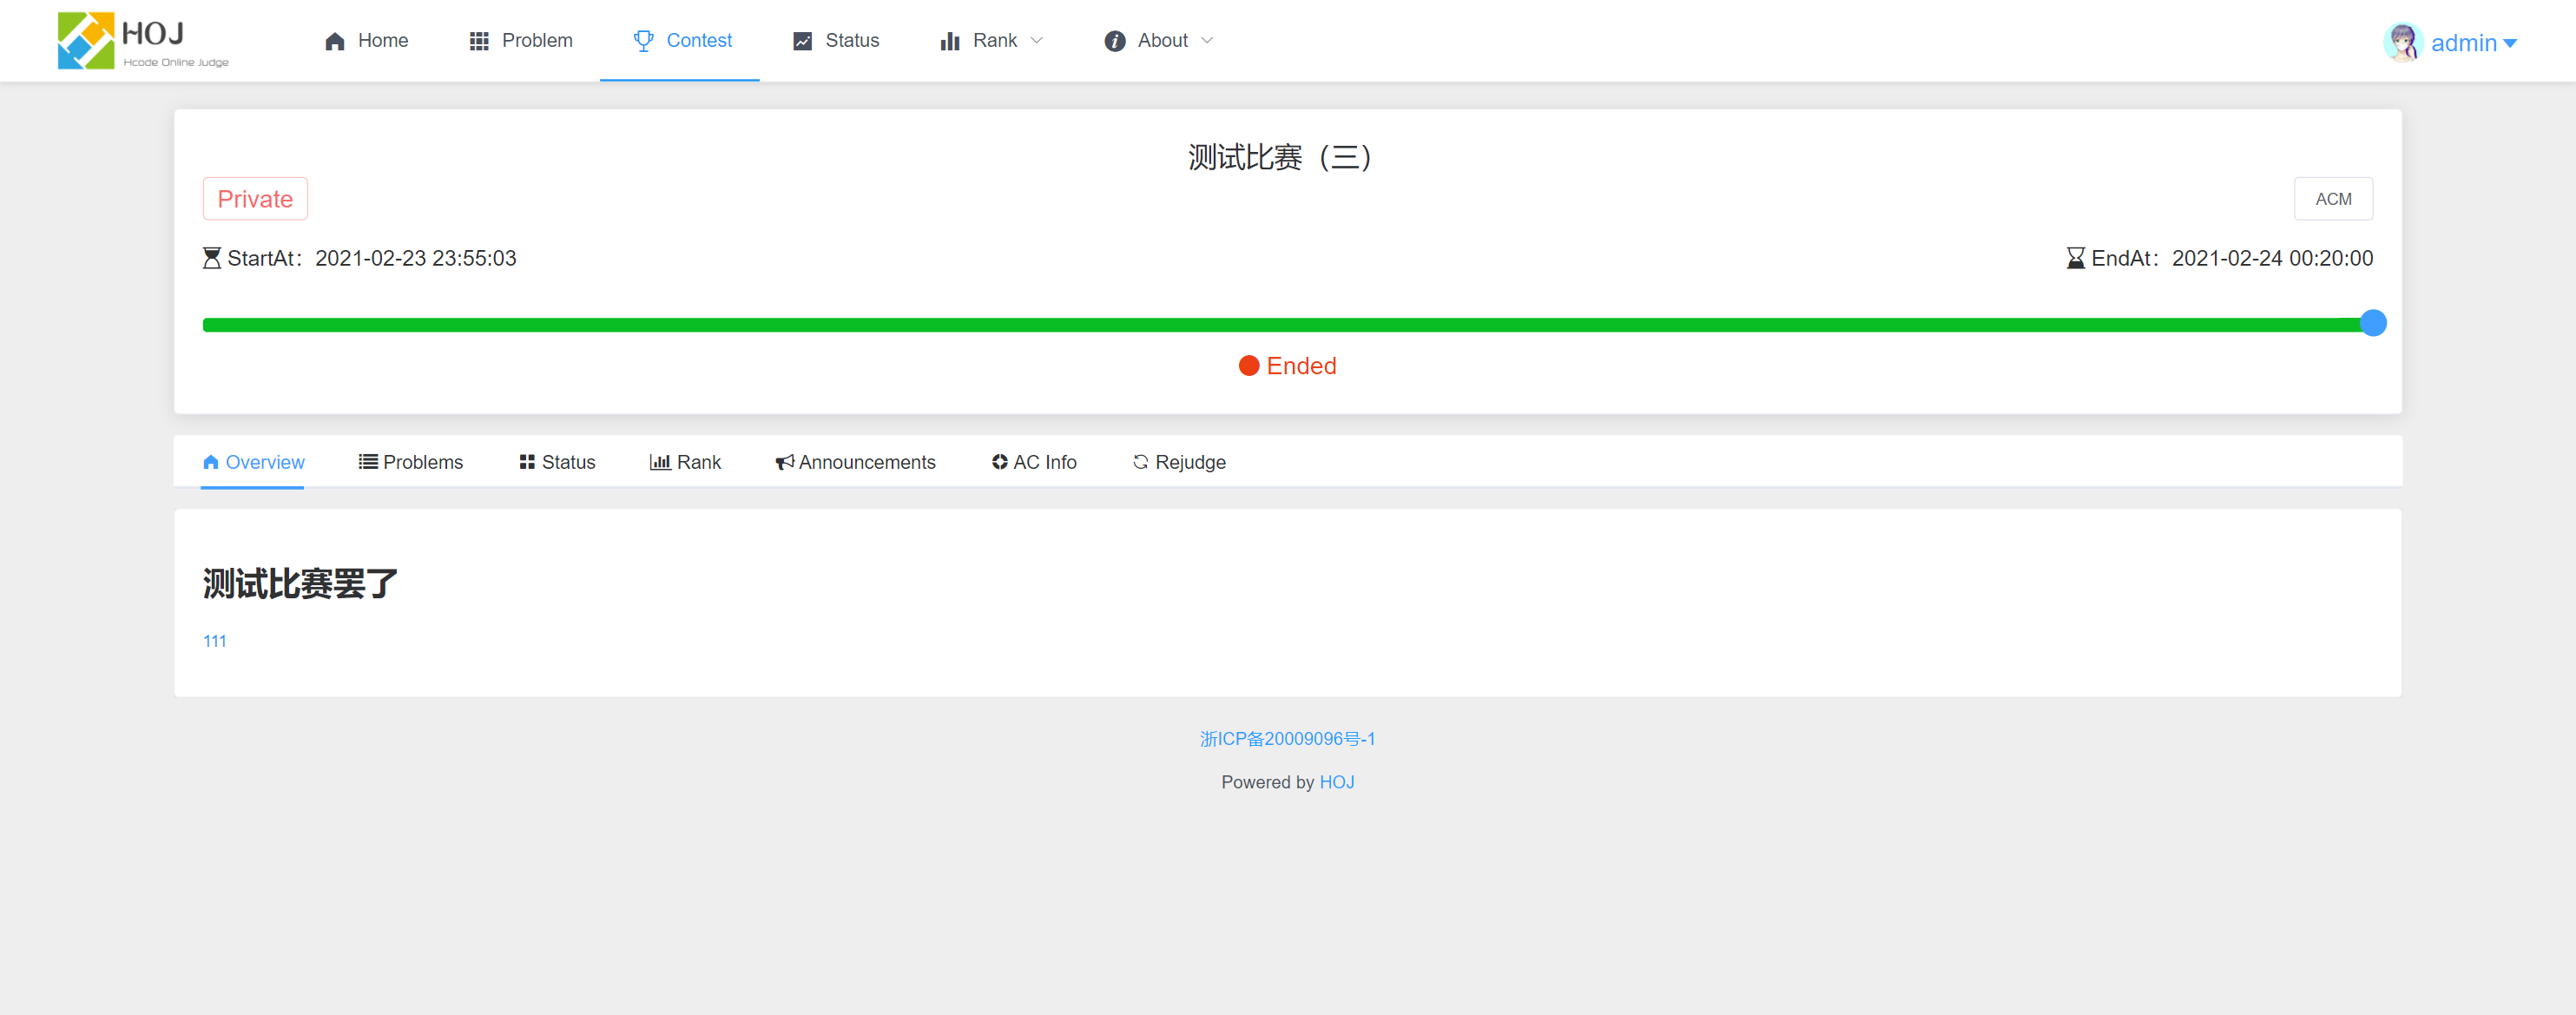 HOJ
Hcode Online Judge
Home
Problem
Contest
Status
Rank
About
admin
测试比赛（三）
Private
ACM
StartAt：2021-02-23 23:55:03
EndAt：2021-02-24 00:20:00
Ended
Overview
Problems
Status
Rank
Announcements
AC Info
Rejudge
测试比赛罢了
111
浙ICP备20009096号-1
Powered by HOJ